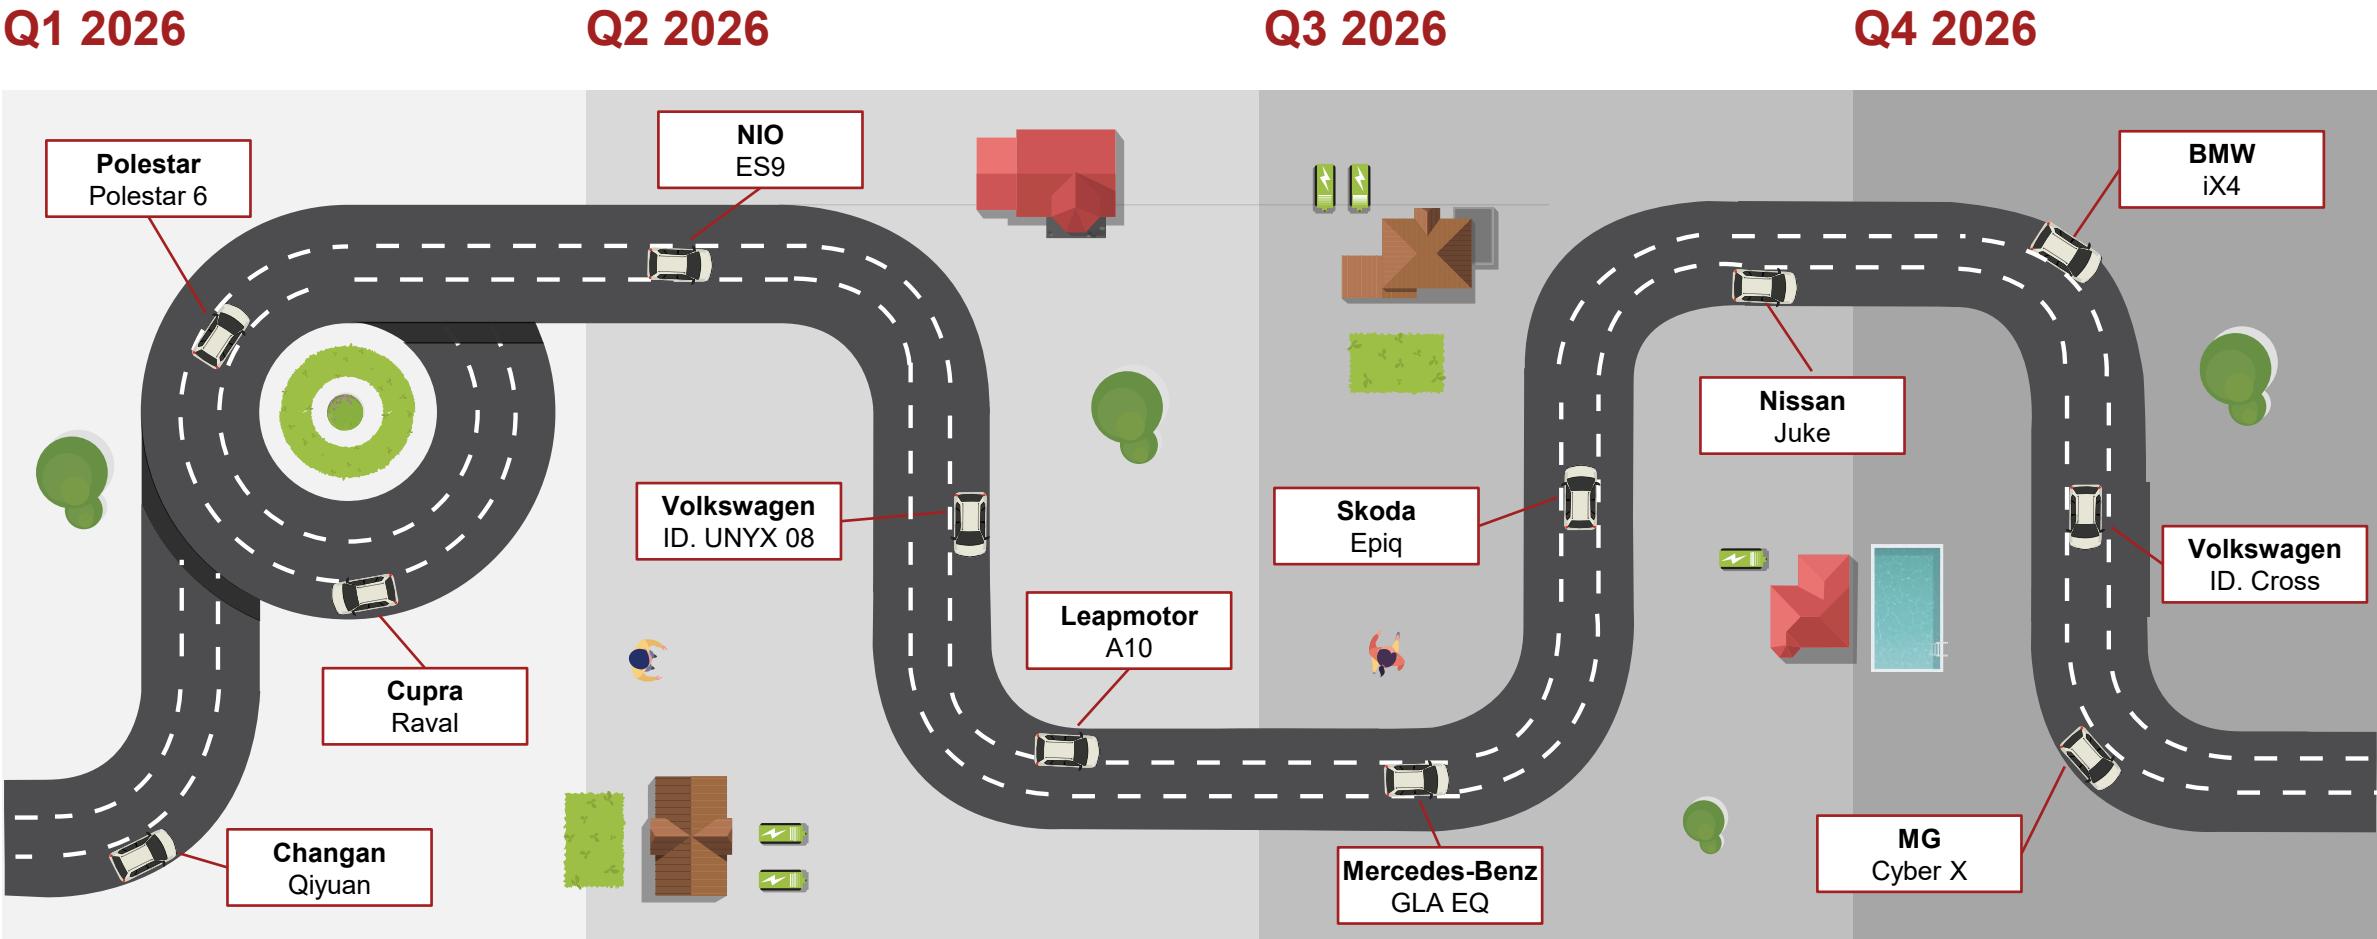 Q1 2026
Q2 2026
Q3 2026
Q4 2026
Polestar
Polestar 6
Cupra
Raval
Changan
Qiyuan
NIO
ES9
Volkswagen
ID. UNYX 08
Leapmotor
A10
Mercedes-Benz
GLA EQ
Skoda
Epiq
Nissan
Juke
BMW
iX4
Volkswagen
ID. Cross
MG
Cyber X